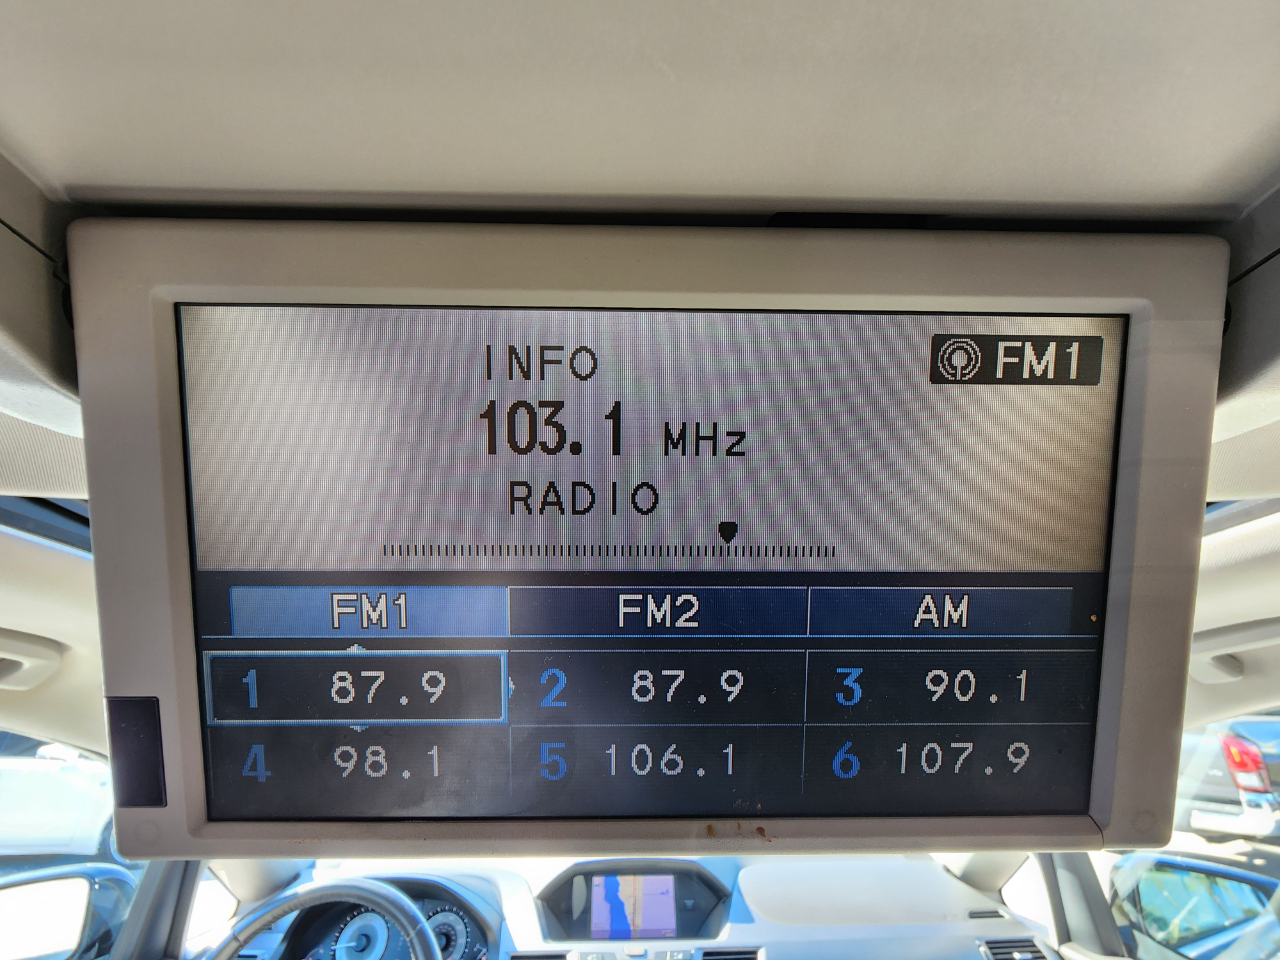 INFO
FM1
103.1 MHz
RADIO
FM1 FM2 AM
1 87.9 2 87.9 3 90.1
4 98.1 5 106.1 6 107.9